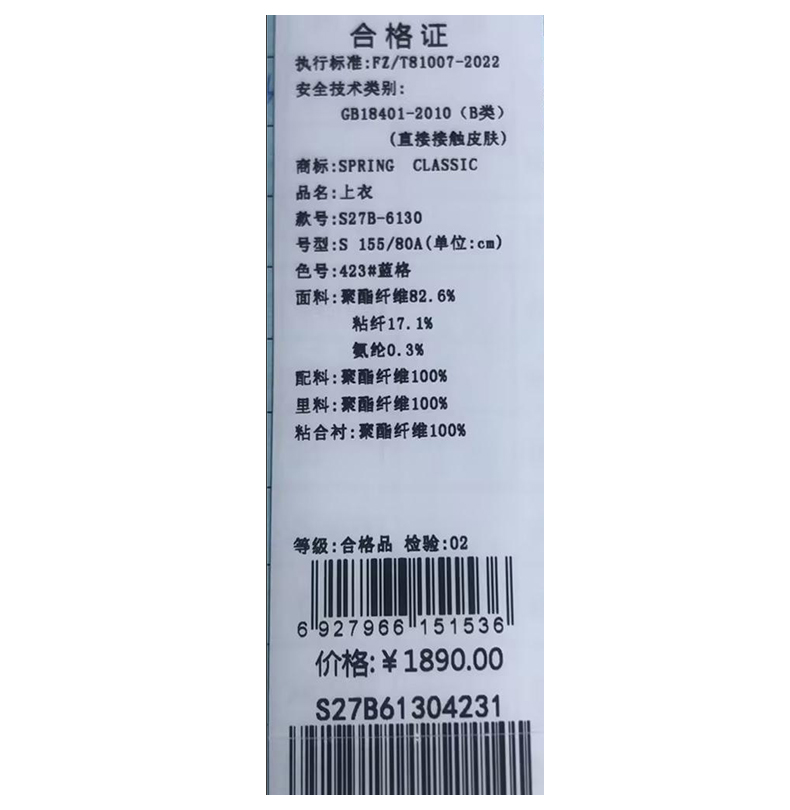 合格证
执行标准:FZ/T81007-2022
安全技术类别:
GB18401-2010（B类）
(直接接触皮肤)
商标:SPRING CLASSIC
品名:上衣
款号:S27B-6130
号型:S 155/80A(单位:cm)
色号:423#蓝格
面料:聚酯纤维82.6%
粘纤17.1%
氨纶0.3%
配料:聚酯纤维100%
里料:聚酯纤维100%
粘合衬:聚酯纤维100%
等级:合格品 检验:02
6 927966 151536
价格:￥1890.00
S27B61304231